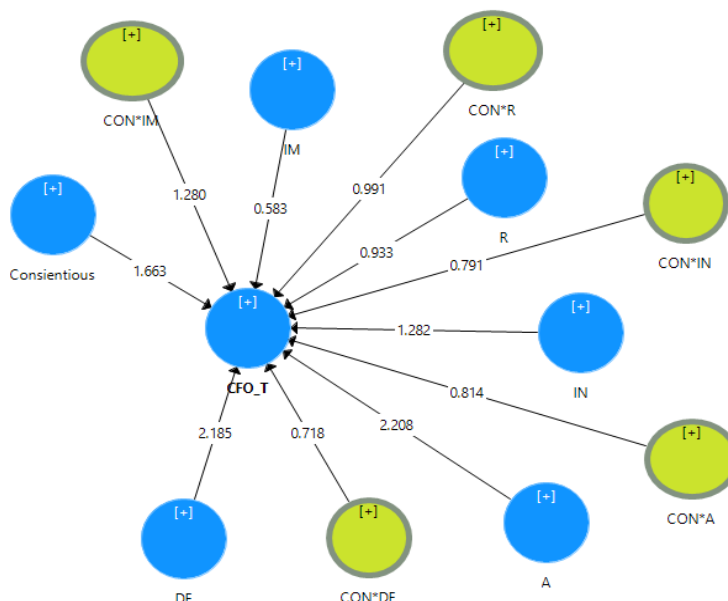 [+]
CON*IM
[+]
IM
[+]
CON*R
[+]
R
[+]
CON*IN
[+]
Consientious
1.280
0.583
0.991
0.933
0.791
1.663
[+]
CFO_T
1.282
[+]
IN
0.814
[+]
CON*A
2.185
0.718
2.208
[+]
DE
[+]
CON*DE
[+]
A